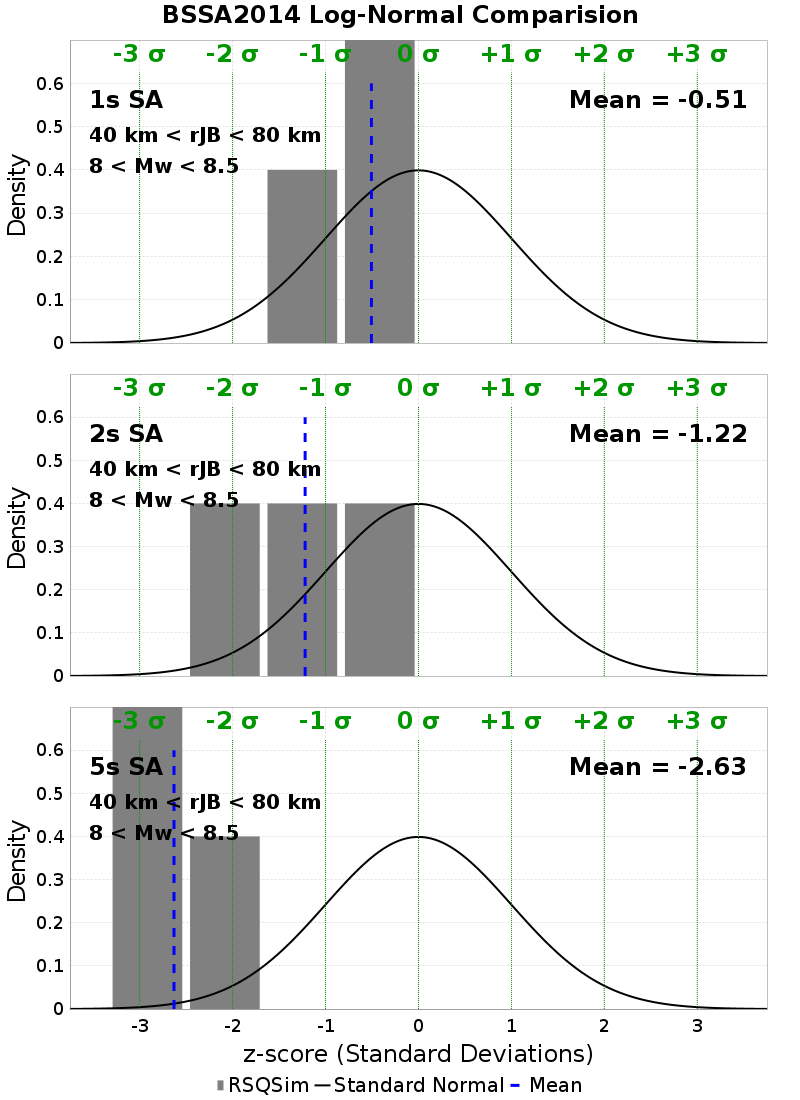 BSSA2014 Log-Normal Comparision
-3 σ -2 σ -1 σ 0 σ +1 σ +2 σ +3 σ
0.6
1s SA Mean = -0.51
0.5
40 km < rJB < 80 km
8 < Mw < 8.5
0.4
0.3
0.2
0.1
0
Density
-3 σ -2 σ -1 σ 0 σ +1 σ +2 σ +3 σ
0.6
2s SA Mean = -1.22
0.5
40 km < rJB < 80 km
8 < Mw < 8.5
0.4
0.3
0.2
0.1
0
Density
-3 σ -2 σ -1 σ 0 σ +1 σ +2 σ +3 σ
0.6
5s SA Mean = -2.63
0.5
40 km < rJB < 80 km
8 < Mw < 8.5
0.4
0.3
0.2
0.1
0
Density
-3 -2 -1 0 1 2 3
z-score (Standard Deviations)
RSQSim Standard Normal Mean